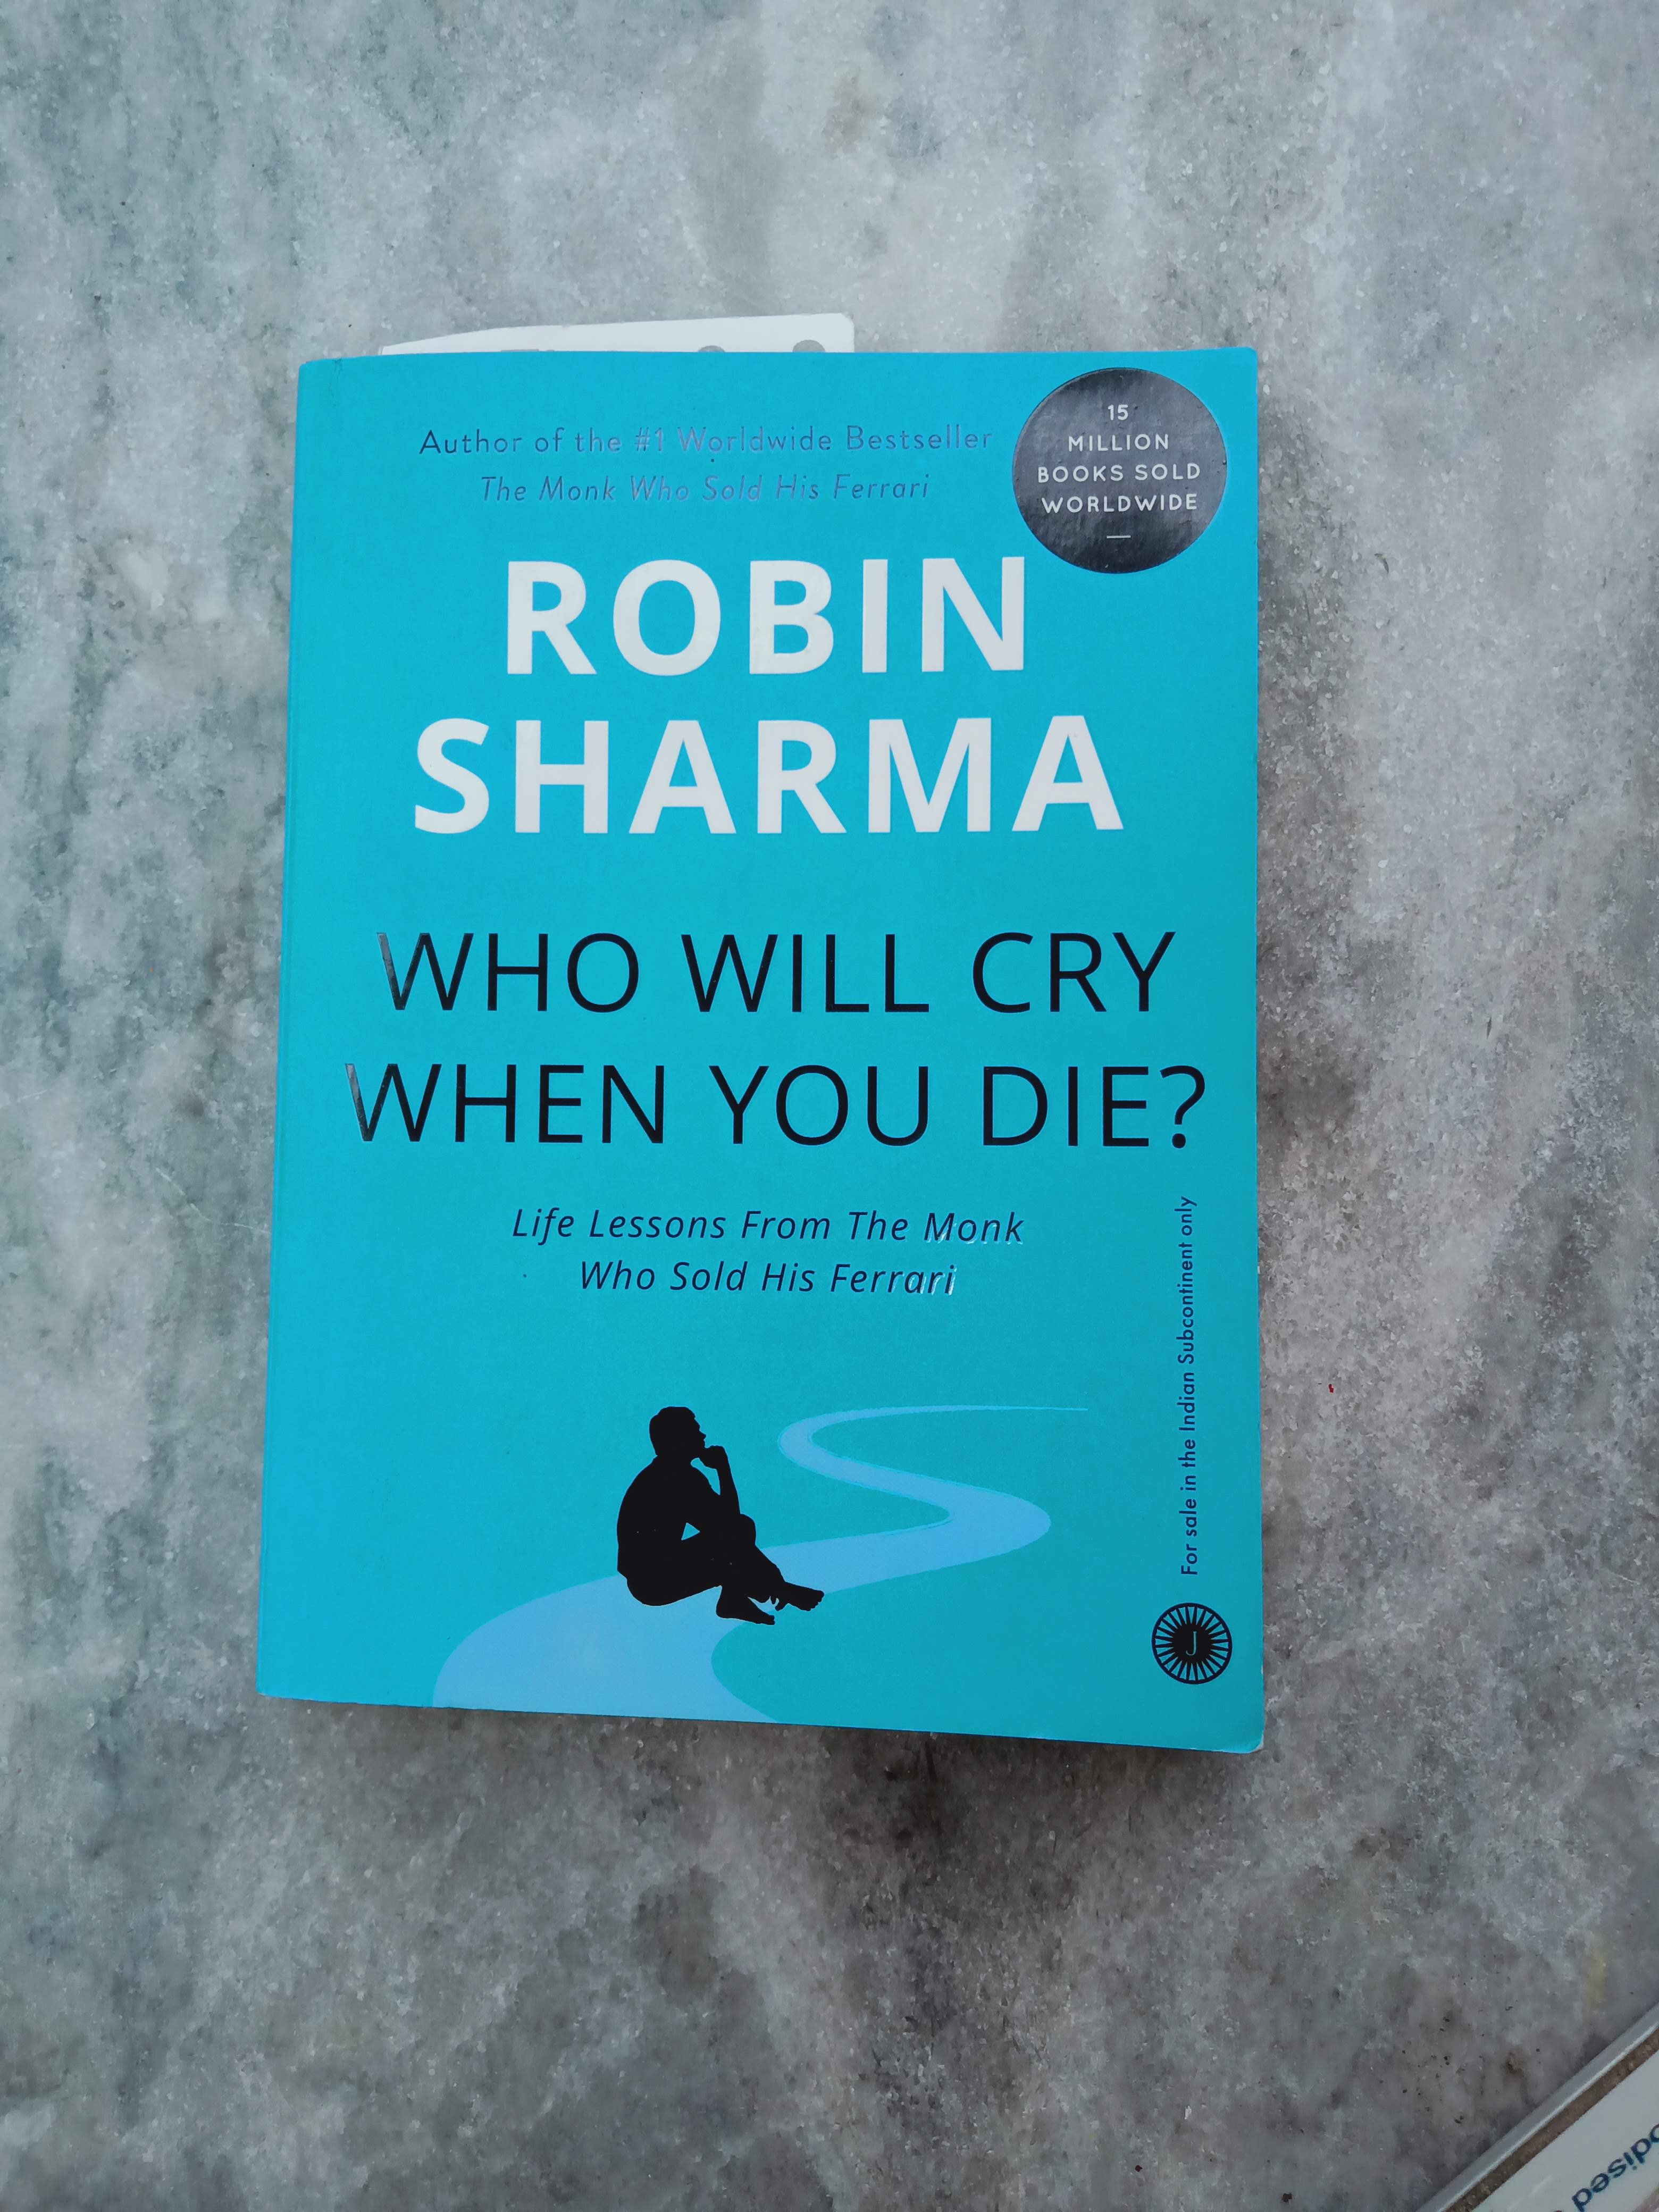 Author of the #1 Worldwide Bestseller
The Monk Who Sold His Ferrari
15
MILLION
BOOKS SOLD
WORLDWIDE
ROBIN
SHARMA
WHO WILL CRY
WHEN YOU DIE?
Life Lessons From The Monk
Who Sold His Ferrari
For sale in the Indian Subcontinent only
J